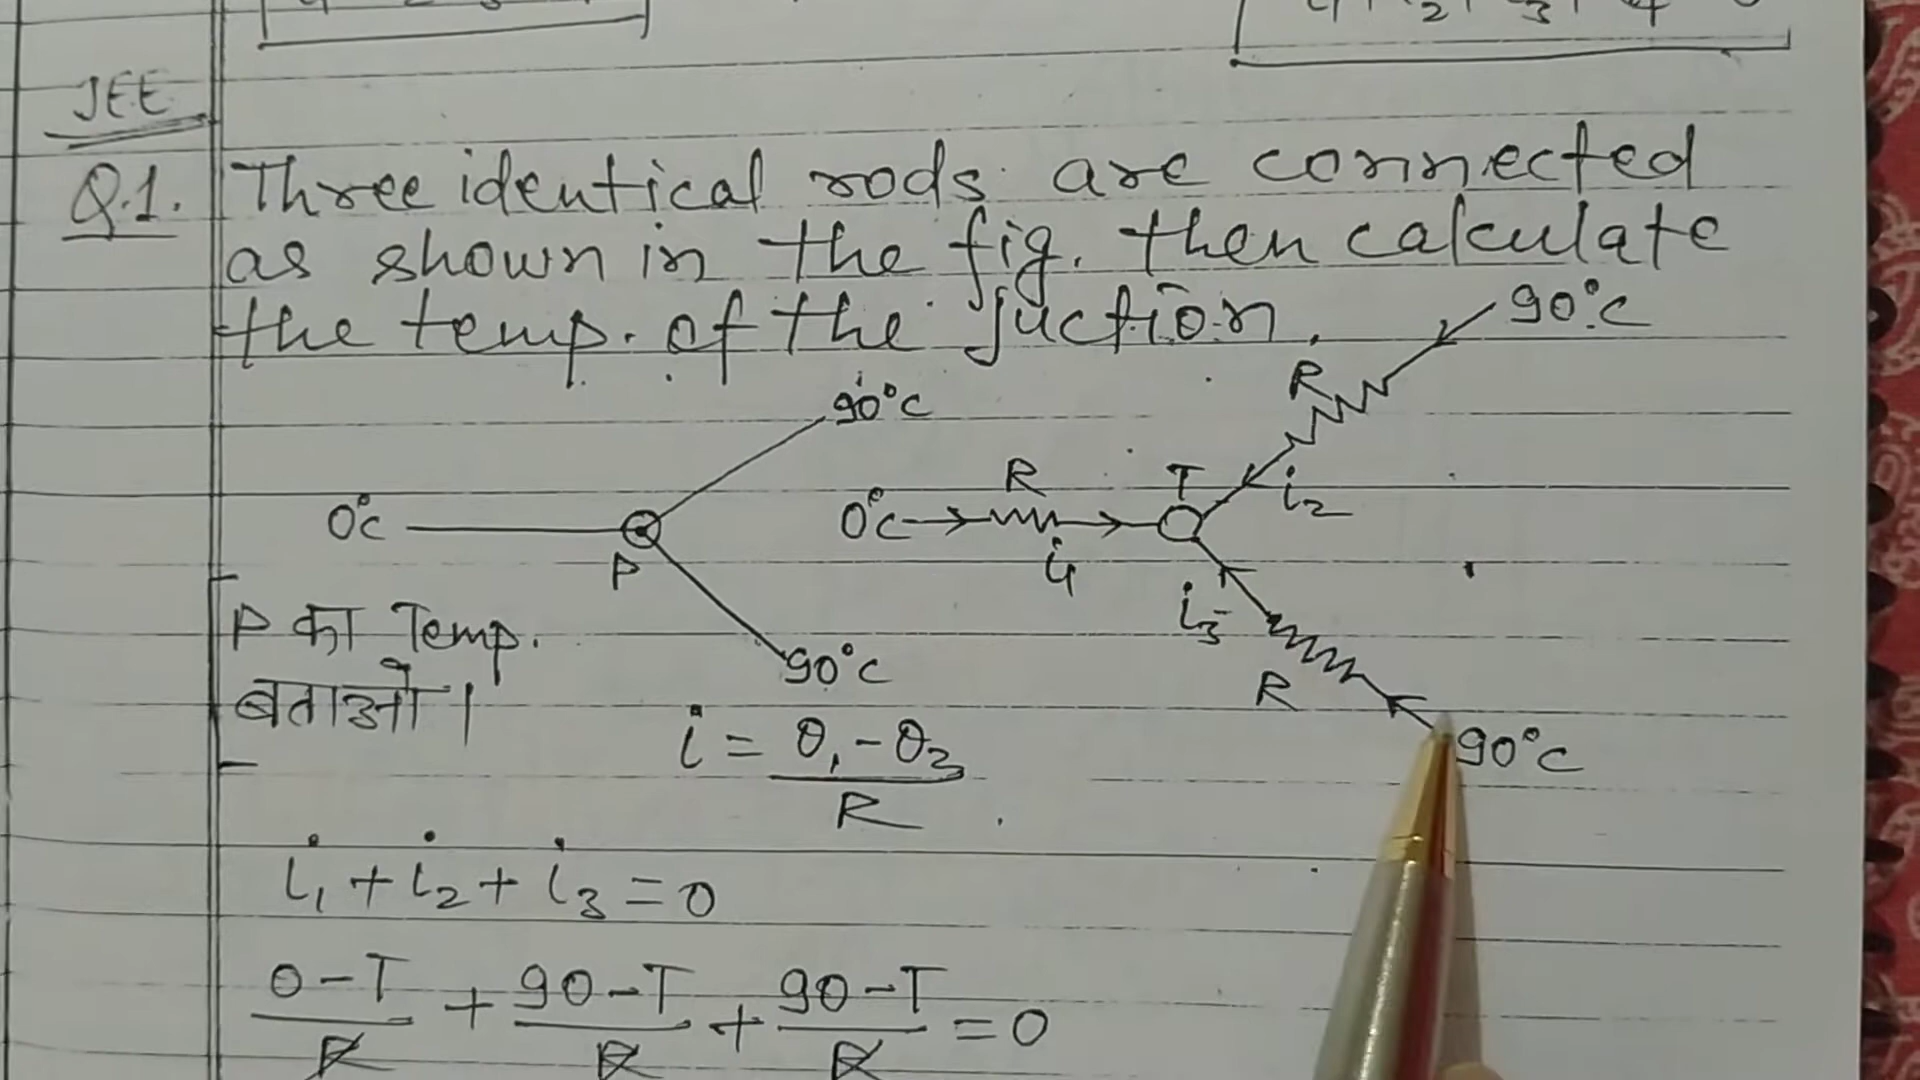 JEE
Q.1. Three identical rods are connected
as shown in the fig. then calculate
the temp. of the juction.
90°C
R
90°C
R
T
i2
0°C
0°C
i1
P
i3
P का Temp.
90°C
R
बताओ।
90°C
i = θ1-θ2
R
i1 + i2 + i3 = 0
0-T + 90-T + 90-T = 0
R R R